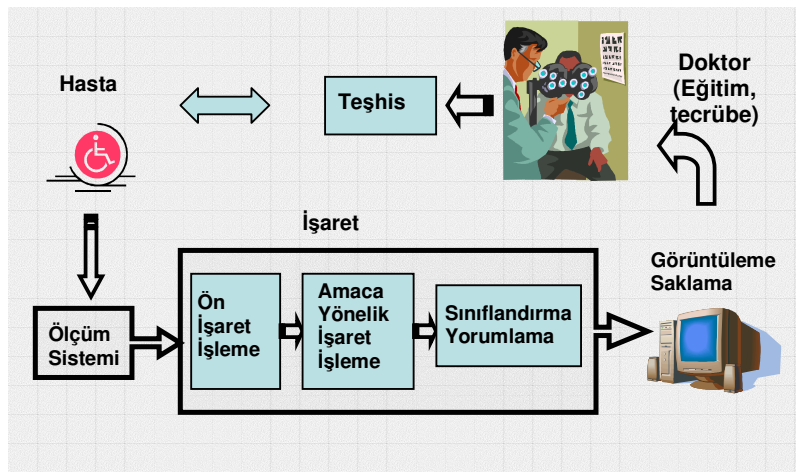 Hasta
Teşhis
Doktor
(Eğitim,
tecrübe)
İşaret
Görüntüleme
Saklama
Ölçüm
Sistemi
Ön
İşaret
İşleme
Amaca
Yönelik
İşaret
İşleme
Sınıflandırma
Yorumlama